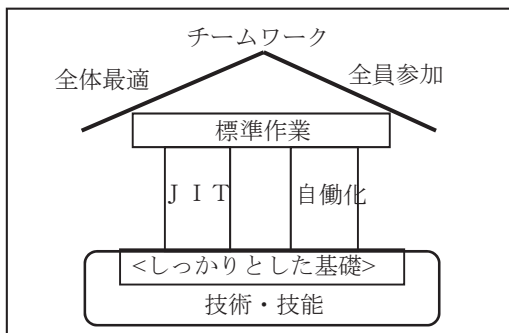 チームワーク
全体最適
全員参加
標準作業
ＪＩＴ
自働化
<しっかりとした基礎>
技術・技能